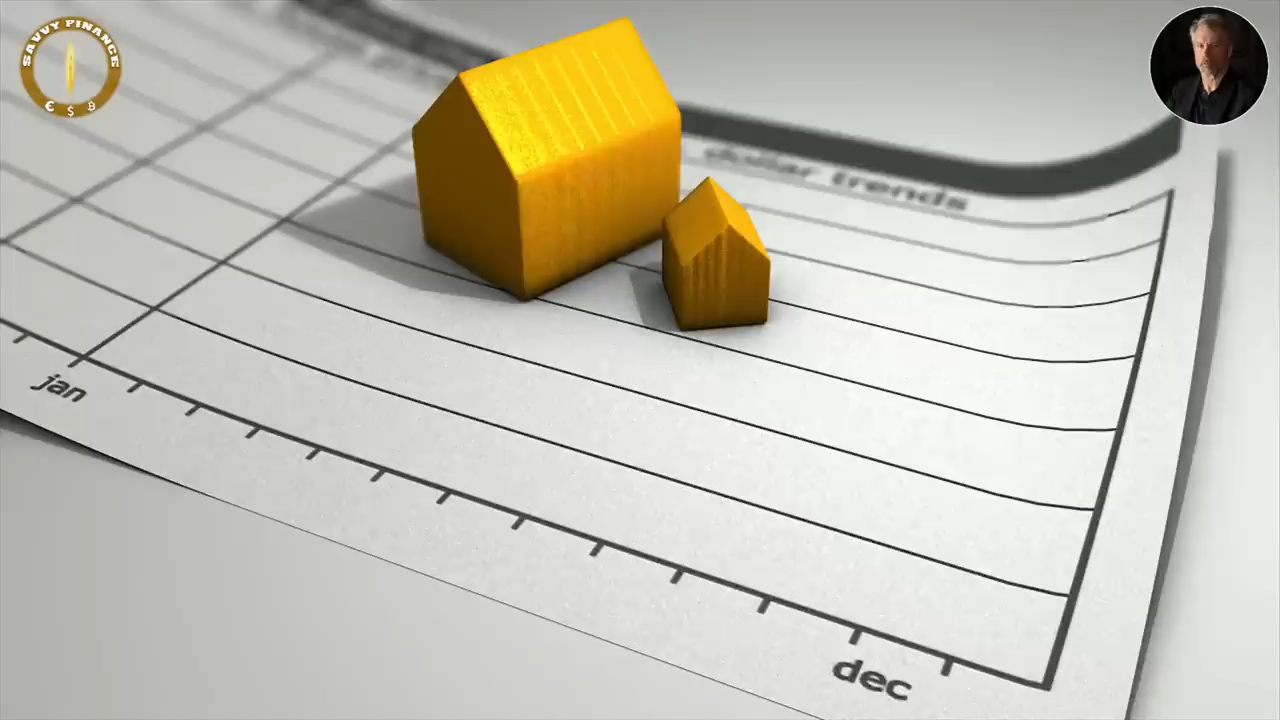 SAVVY FINANCE
€ $ ₿
dollar trends
jan
dec